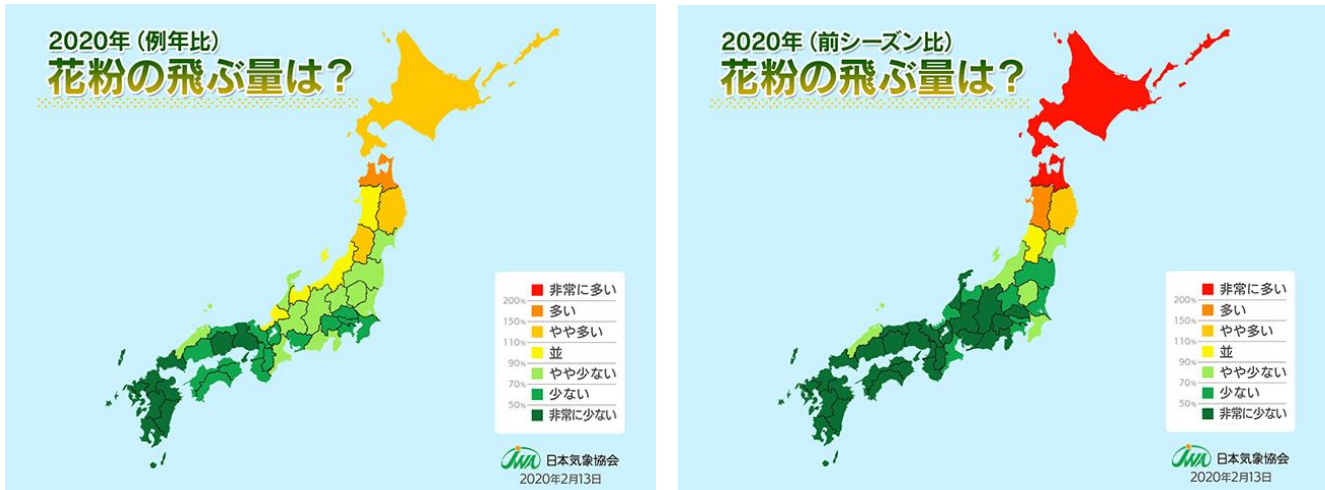 2020年（例年比）
花粉の飛ぶ量は？
非常に多い
200%
多い
150%
やや多い
110%
並
90%
やや少ない
70%
少ない
50%
非常に少ない
JWA 日本気象協会
2020年2月13日
2020年（前シーズン比）
花粉の飛ぶ量は？
非常に多い
200%
多い
150%
やや多い
110%
並
90%
やや少ない
70%
少ない
50%
非常に少ない
JWA 日本気象協会
2020年2月13日